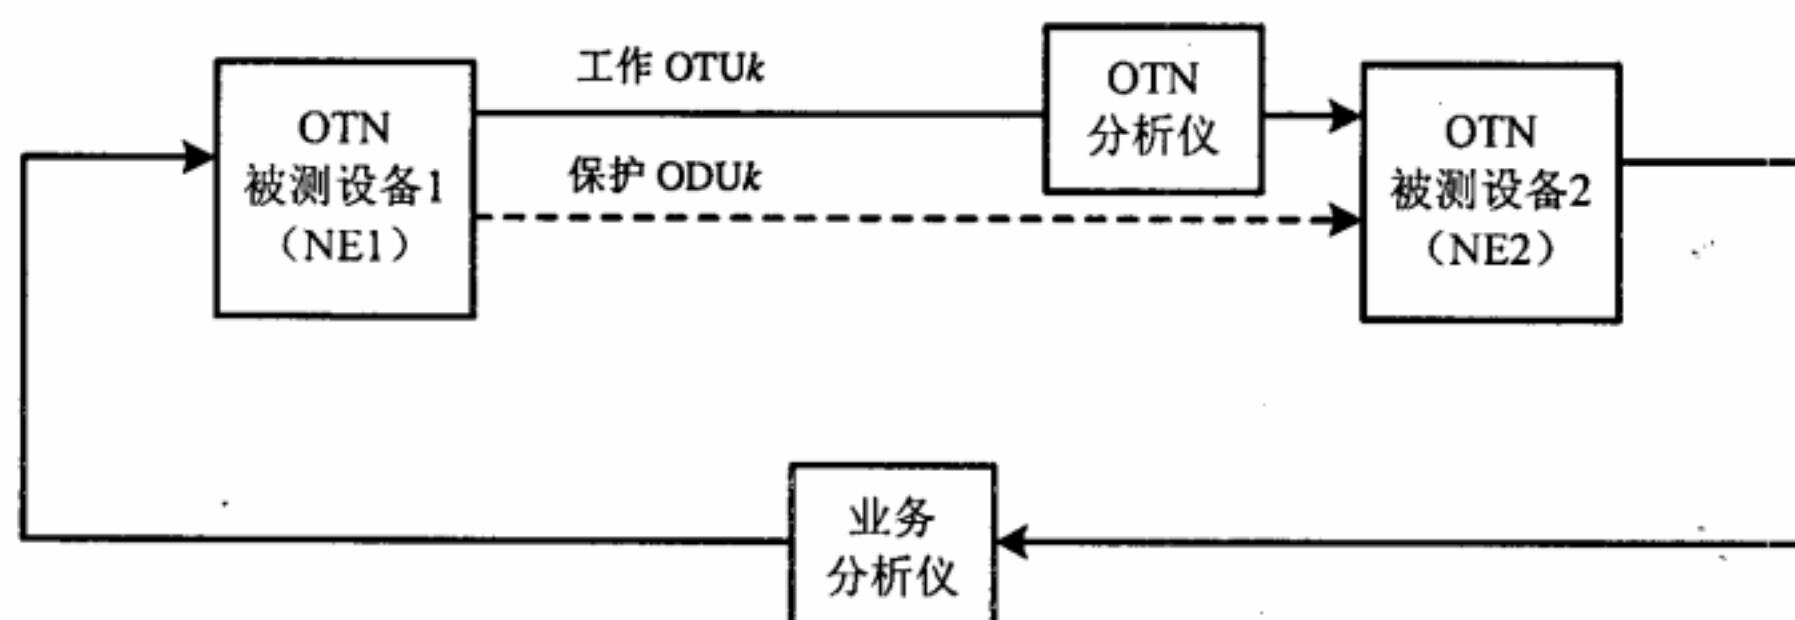 工作 OTUk
OTN
分析仪
OTN
被测设备1
（NE1）
保护 ODUk
OTN
被测设备2
（NE2）
业务
分析仪